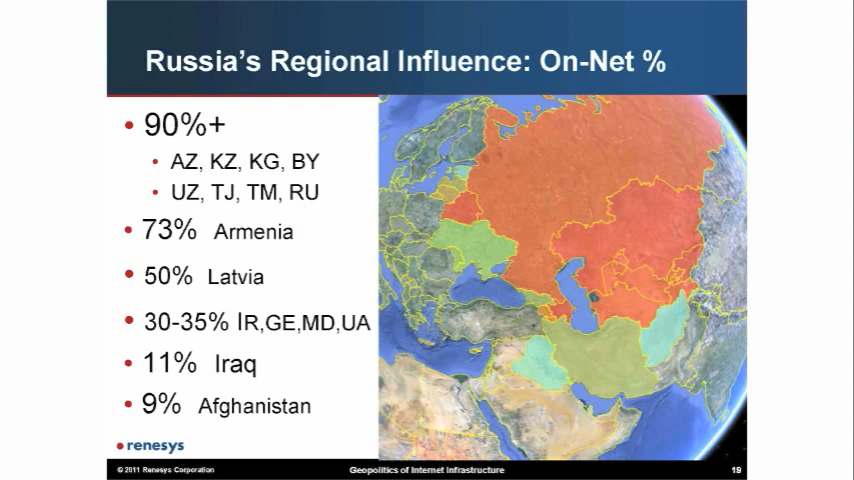 Russia's Regional Influence: On-Net %
• 90%+
• AZ, KZ, KG, BY
• UZ, TJ, TM, RU
• 73% Armenia
• 50% Latvia
• 30-35% IR,GE,MD,UA
• 11% Iraq
• 9% Afghanistan
renesys
© 2011 Renesys Corporation Geopolitics of Internet Infrastructure 19